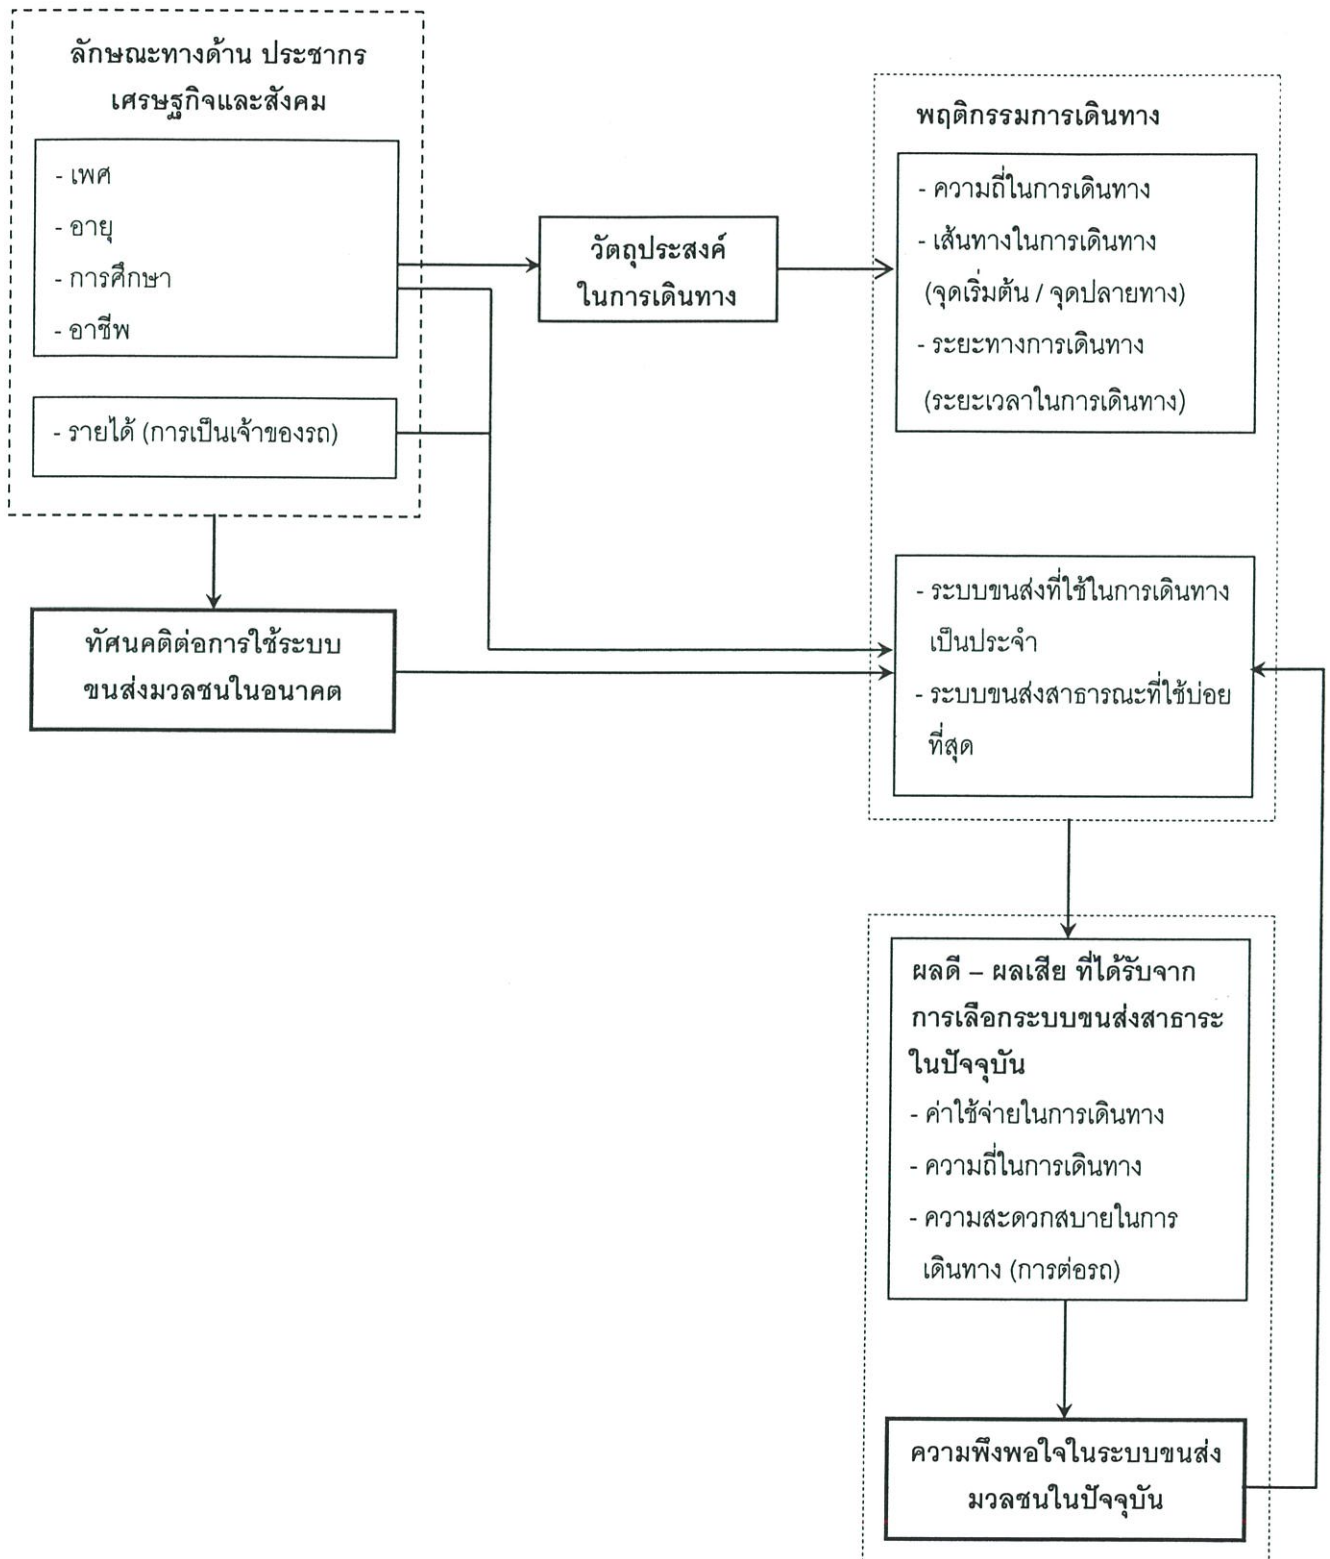 ลักษณะทางด้าน ประชากร
เศรษฐกิจและสังคม
- เพศ
- อายุ
- การศึกษา
- อาชีพ
- รายได้ (การเป็นเจ้าของรถ)
ทัศนคติต่อการใช้ระบบ
ขนส่งมวลชนในอนาคต
วัตถุประสงค์
ในการเดินทาง
พฤติกรรมการเดินทาง
- ความถี่ในการเดินทาง
- เส้นทางในการเดินทาง
(จุดเริ่มต้น / จุดปลายทาง)
- ระยะทางการเดินทาง
(ระยะเวลาในการเดินทาง)
- ระบบขนส่งที่ใช้ในการเดินทาง
เป็นประจำ
- ระบบขนส่งสาธารณะที่ใช้บ่อย
ที่สุด
ผลดี – ผลเสีย ที่ได้รับจาก
การเลือกระบบขนส่งสาธาระ
ในปัจจุบัน
- ค่าใช้จ่ายในการเดินทาง
- ความถี่ในการเดินทาง
- ความสะดวกสบายในการ
เดินทาง (การต่อรถ)
ความพึงพอใจในระบบขนส่ง
มวลชนในปัจจุบัน